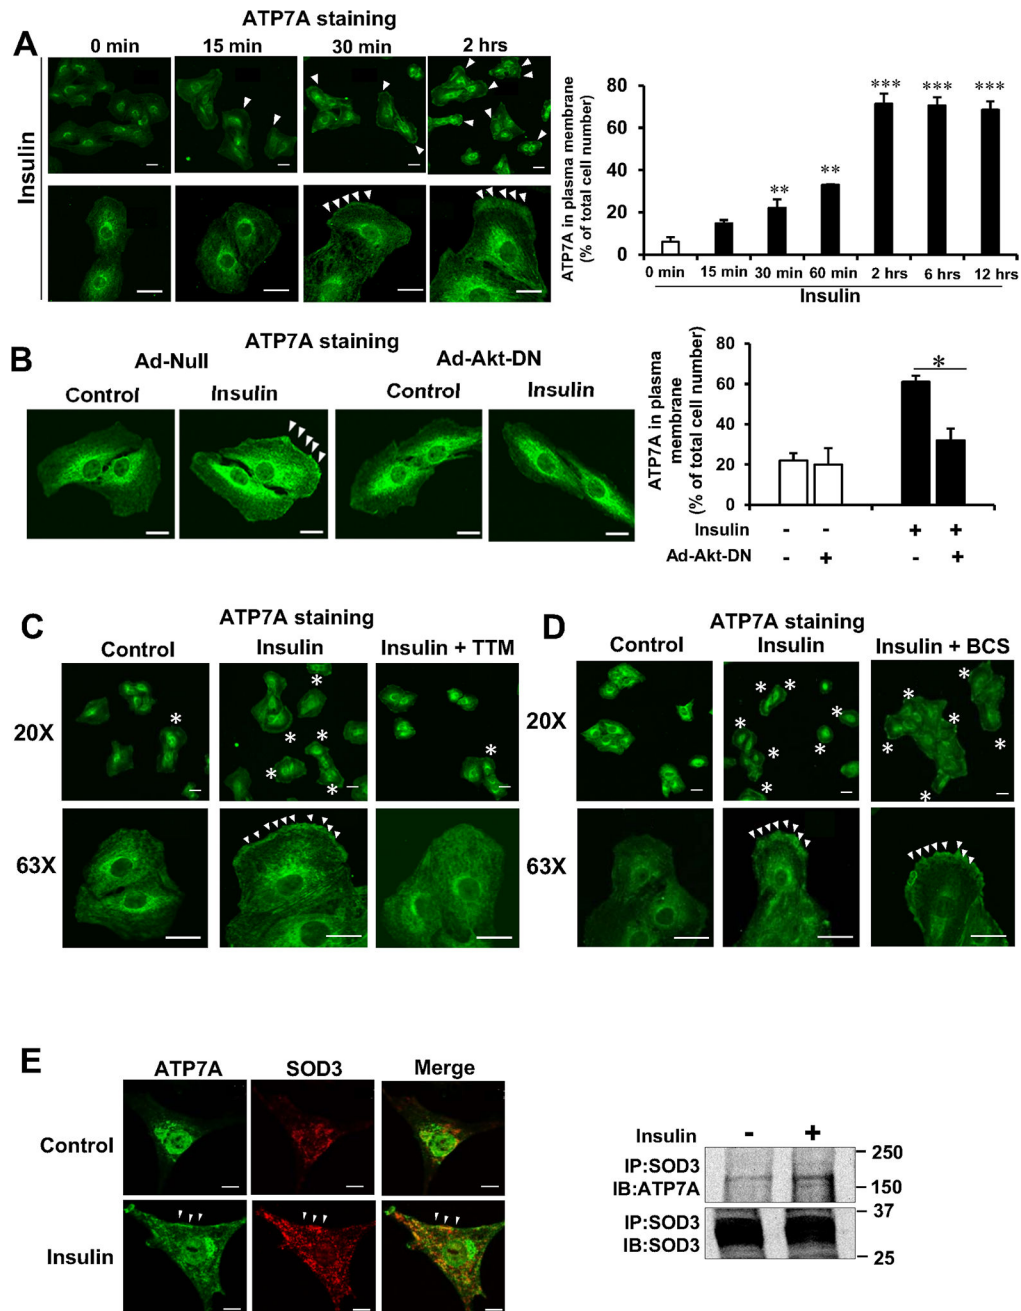 ATP7A staining
A
0 min 15 min 30 min 2 hrs
Insulin
ATP7A in plasma membrane
(% of total cell number)
80
60
40
20
0
** ** *** *** ***
0 min 15 min 30 min 60 min 2 hrs 6 hrs 12 hrs
Insulin
B
ATP7A staining
Ad-Null Ad-Akt-DN
Control Insulin Control Insulin
ATP7A in plasma
membrane
(% of total cell number)
80
60
40
20
0
*
Insulin - - + +
Ad-Akt-DN - + - +
C
ATP7A staining
Control Insulin Insulin + TTM
20X
* * * * * *
63X
D
ATP7A staining
Control Insulin Insulin + BCS
20X
* * * * * * * * * * *
63X
E
ATP7A SOD3 Merge
Control
Insulin
Insulin - +
IP:SOD3
IB:ATP7A
250
150
IP:SOD3
IB:SOD3
37
25